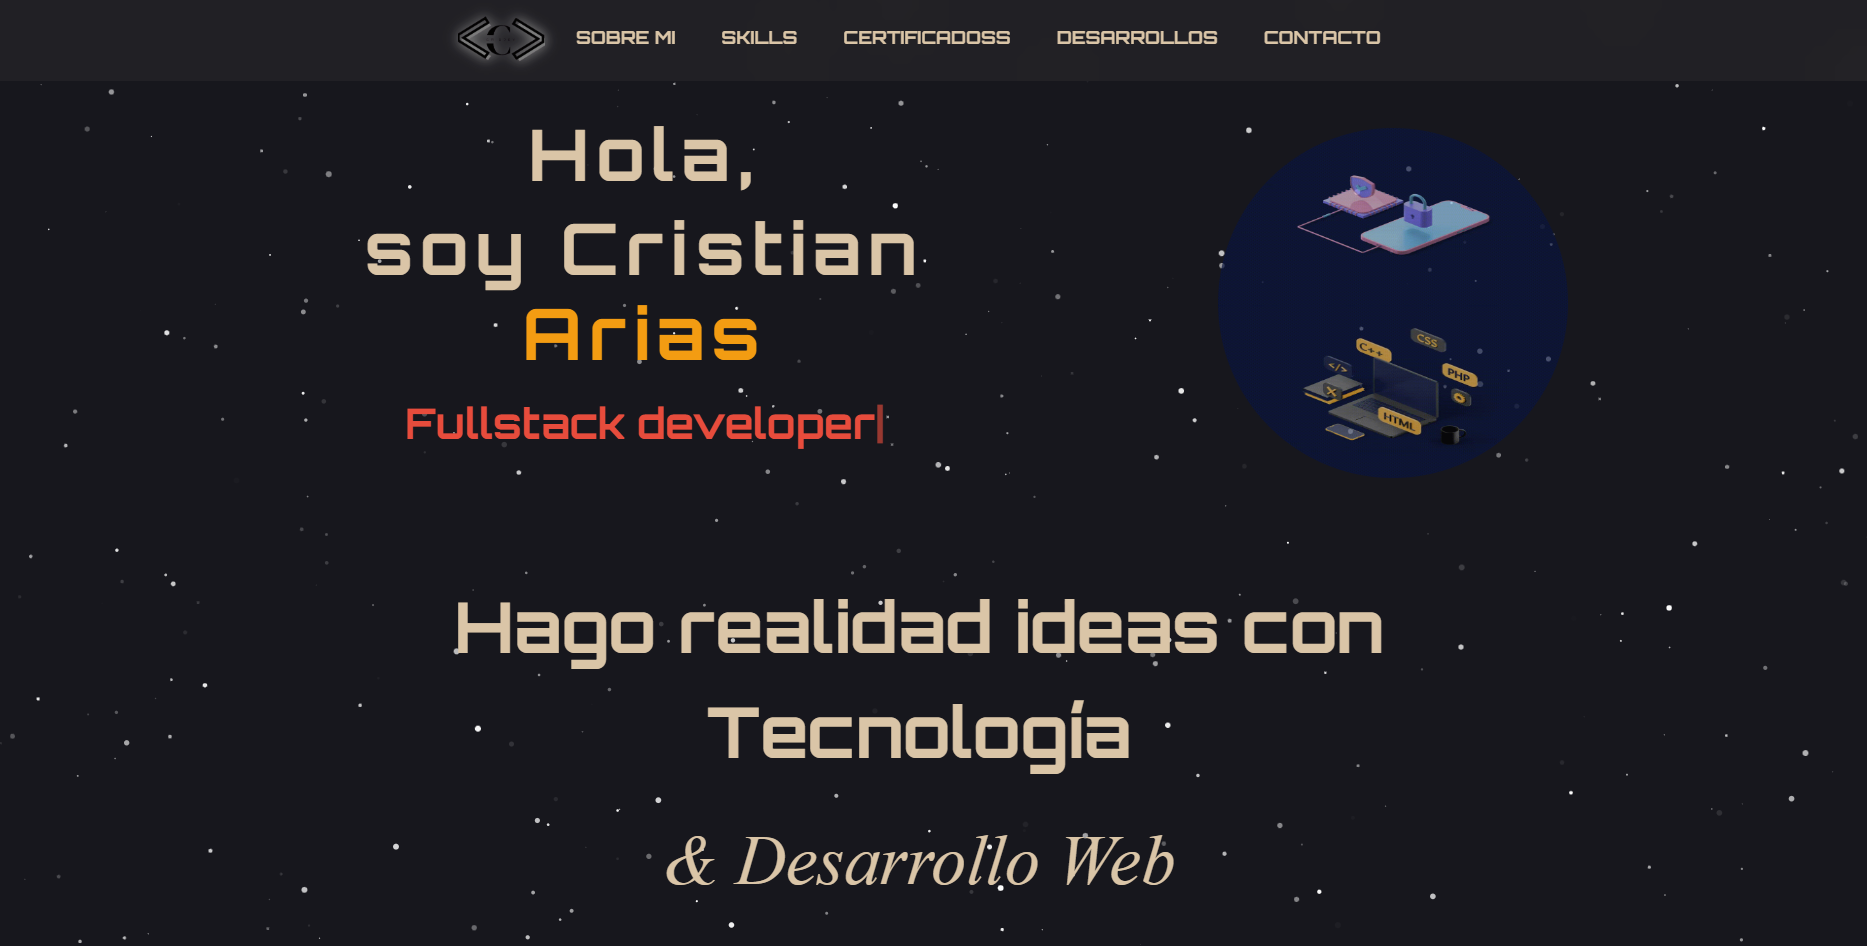 C
SOBRE MI SKILLS CERTIFICADOSS DESARROLLOS CONTACTO
Hola,
soy Cristian
Arias
Fullstack developer|
C++
CSS
</>
PHP
HTML
Hago realidad ideas con
Tecnología
& Desarrollo Web